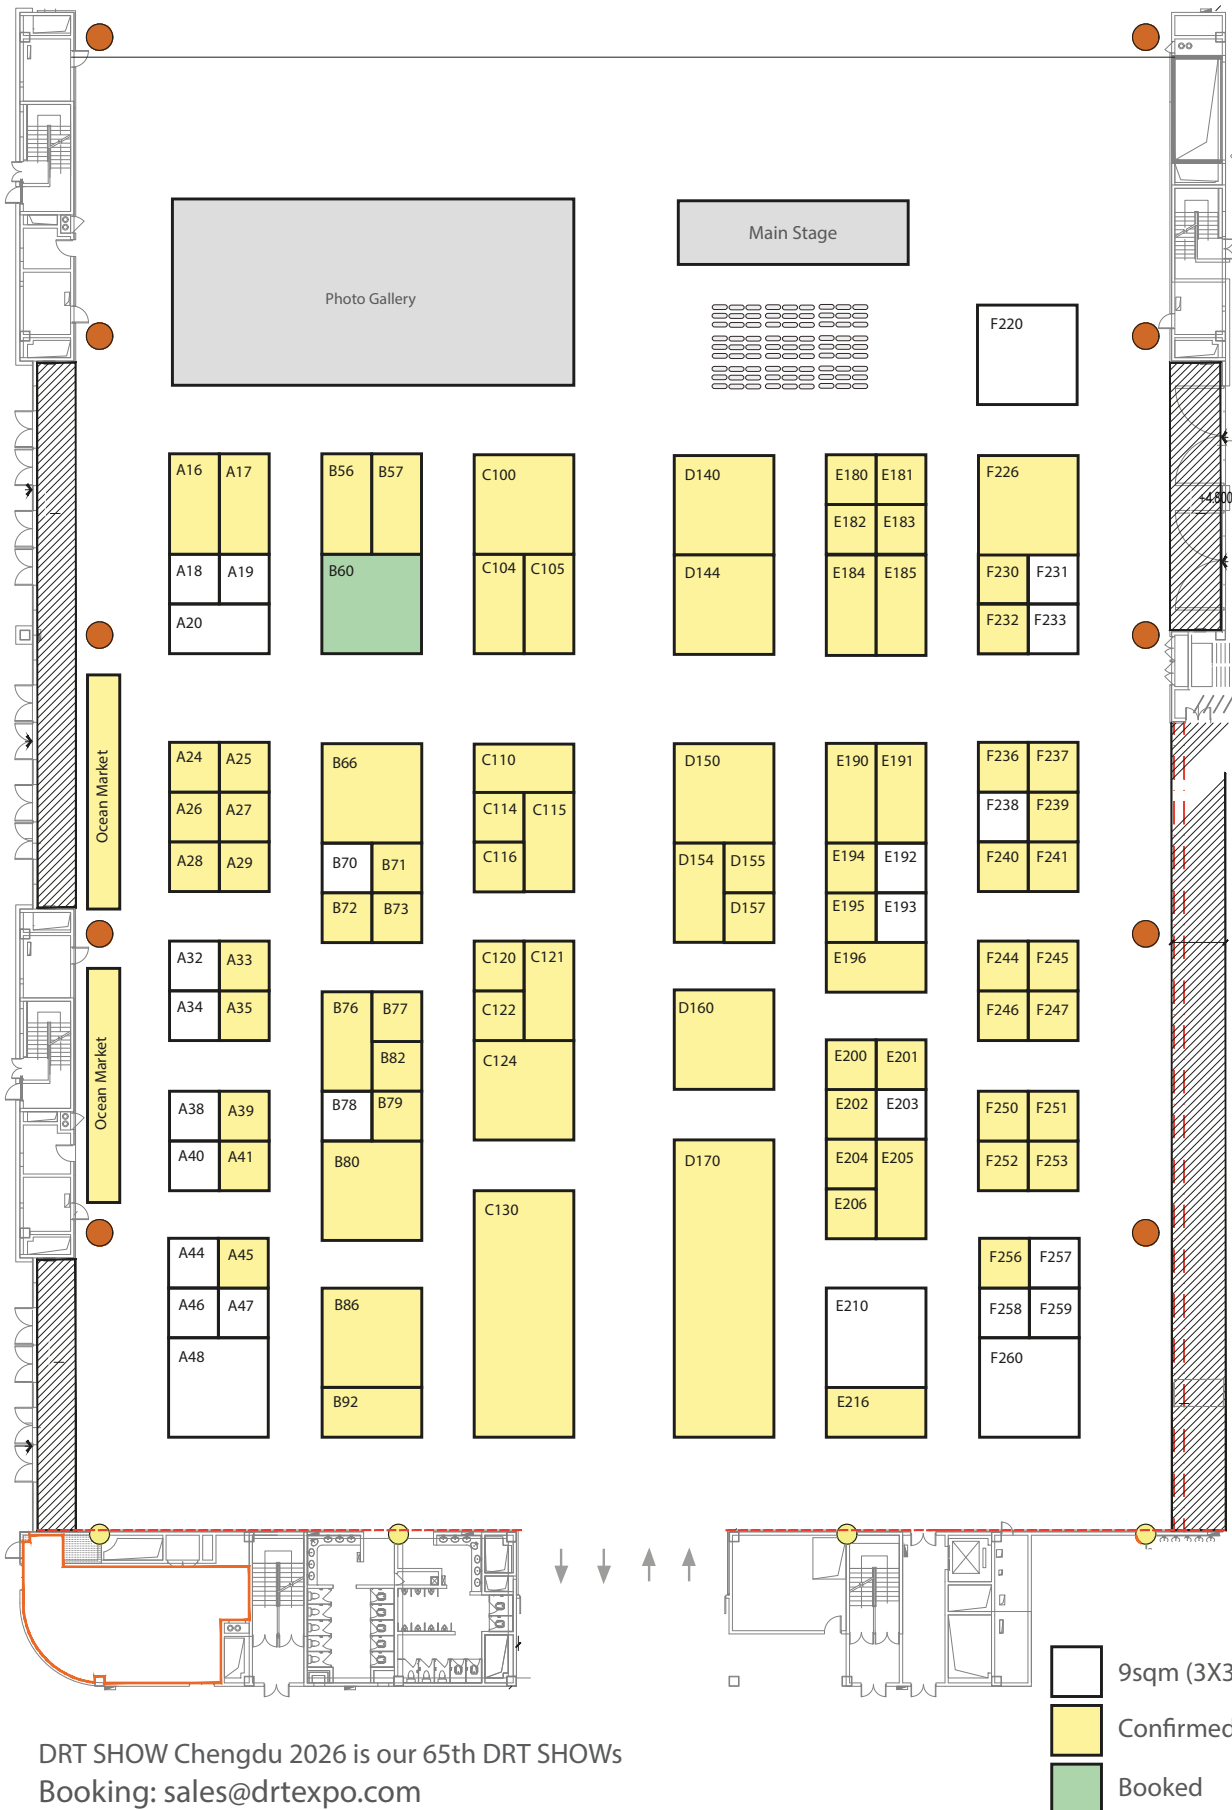 Main Stage
Photo Gallery
F220
A16 A17 B56 B57 C100 D140 E180 E181 F226
E182 E183
A18 A19 B60 C104 C105 D144 E184 E185 F230 F231
A20 F232 F233
Ocean Market
A24 A25 B66 C110 D150 E190 E191 F236 F237
A26 A27 C114 C115 F238 F239
A28 A29 B70 B71 C116 D154 D155 E194 E192 F240 F241
B72 B73 D157 E195 E193
A32 A33 C120 C121 E196 F244 F245
A34 A35 B76 B77 C122 D160 F246 F247
Ocean Market
B82 C124 E200 E201
A38 A39 B78 B79 E202 E203 F250 F251
A40 A41 B80 D170 E204 E205 F252 F253
C130 E206
A44 A45 F256 F257
A46 A47 B86 E210 F258 F259
A48 F260
B92 E216
+4.800
9sqm (3X3
Confirmed
Booked
DRT SHOW Chengdu 2026 is our 65th DRT SHOWs
Booking: sales@drtexpo.com